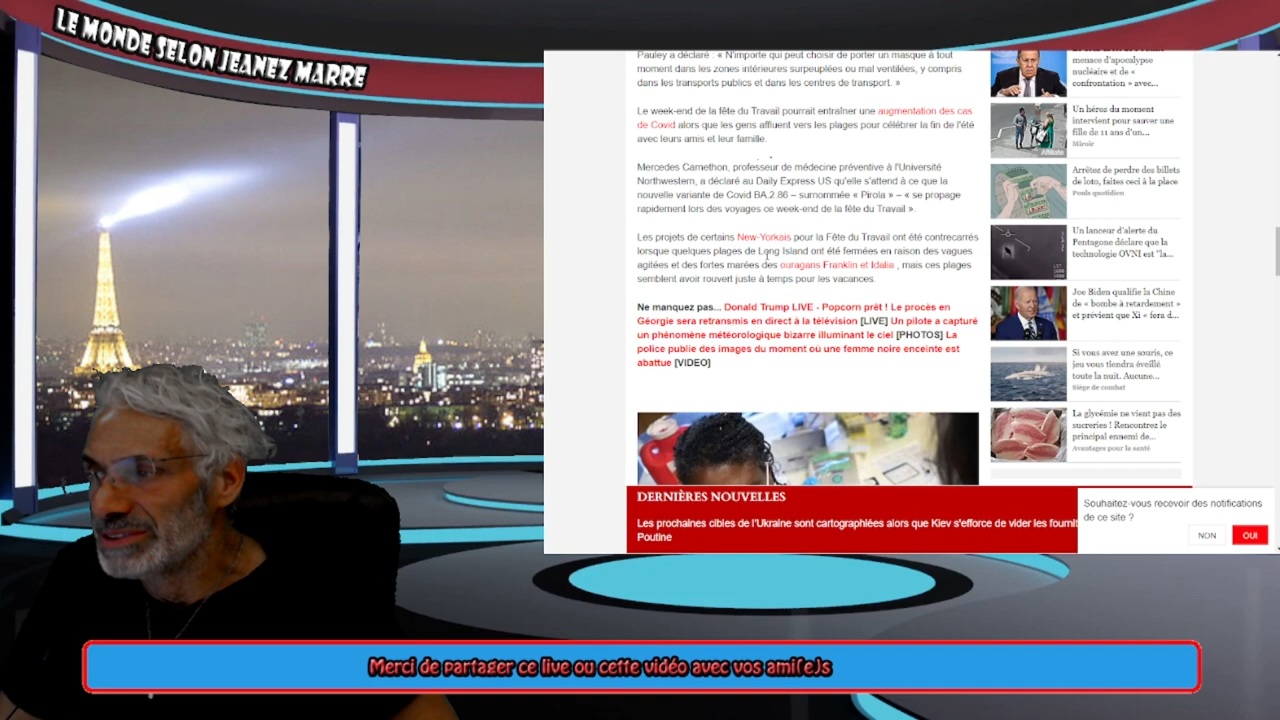 LE MONDE SELON JEANEZ MARRE
Pauley a déclaré : « N'importe qui peut choisir de porter un masque à tout
moment dans les zones intérieures surpeuplées ou mal ventilées, y compris
dans les transports publics et dans les centres de transport. »
Le week-end de la fête du Travail pourrait entraîner une augmentation des cas
de Covid alors que les gens affluent vers les plages pour célébrer la fin de l'été
avec leurs amis et leur famille.
Mercedes Carnethon, professeur de médecine préventive à l'Université
Northwestern, a déclaré au Daily Express US qu'elle s'attend à ce que la
nouvelle variante de Covid BA.2.86 – surnommée « Pirola » – « se propage
rapidement lors des voyages ce week-end de la fête du Travail ».
Les projets de certains New-Yorkais pour la Fête du Travail ont été contrecarrés
lorsque quelques plages de Long Island ont été fermées en raison des vagues
agitées et des fortes marées des ouragans Franklin et Idalia , mais ces plages
semblent avoir rouvert juste à temps pour les vacances.
Ne manquez pas... Donald Trump LIVE - Popcorn prêt ! Le procès en
Géorgie sera retransmis en direct à la télévision [LIVE] Un pilote a capturé
un phénomène météorologique bizarre illuminant le ciel [PHOTOS] La
police publie des images du moment où une femme noire enceinte est
abattue [VIDEO]
menace d'apocalypse
nucléaire et de «
confrontation » avec...
Un héros du moment
intervient pour sauver une
fille de 11 ans d'un...
Miroir
Arrêtez de perdre des billets
de loto, faites ceci à la place
Pouls quotidien
Un lanceur d'alerte du
Pentagone déclare que la
technologie OVNI est "la...
Joe Biden qualifie la Chine
de « bombe à retardement »
et prévient que Xi « fera d...
Si vous avez une souris, ce
jeu vous tiendra éveillé
toute la nuit. Aucune...
Siège de combat
La glycémie ne vient pas des
sucreries ! Rencontrez le
principal ennemi de...
Avantages pour la santé
DERNIÈRES NOUVELLES
Les prochaines cibles de l'Ukraine sont cartographiées alors que Kiev s'efforce de vider les fournit
Poutine
Souhaitez-vous recevoir des notifications
de ce site ?
NON
OUI
Merci de partager ce live ou cette vidéo avec vos ami(e)s